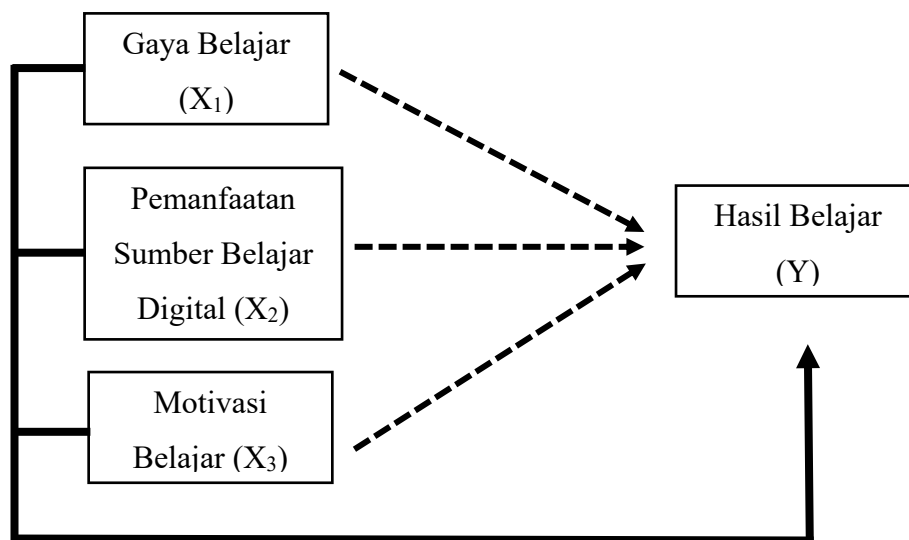 Gaya Belajar
(X₁)
Pemanfaatan
Sumber Belajar
Digital (X₂)
Motivasi
Belajar (X₃)
Hasil Belajar
(Y)